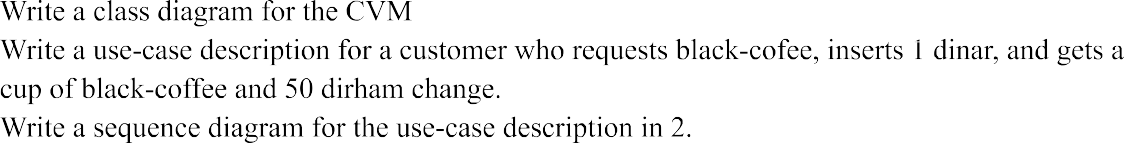 Write a class diagram for the CVM
Write a use-case description for a customer who requests black-cofee, inserts 1 dinar, and gets a
cup of black-coffee and 50 dirham change.
Write a sequence diagram for the use-case description in 2.